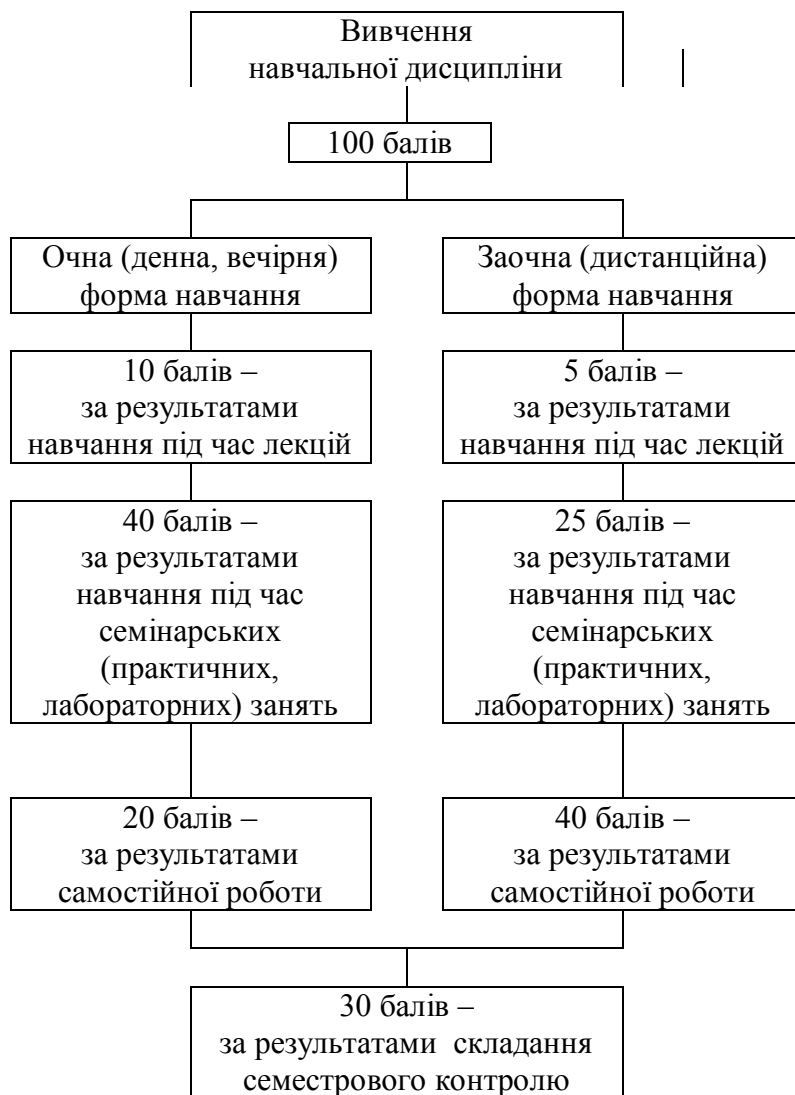 Вивчення
навчальної дисципліни
100 балів
Очна (денна, вечірня)
форма навчання
Заочна (дистанційна)
форма навчання
10 балів –
за результатами
навчання під час лекцій
5 балів –
за результатами
навчання під час лекцій
40 балів –
за результатами
навчання під час
семінарських
(практичних,
лабораторних) занять
25 балів –
за результатами
навчання під час
семінарських
(практичних,
лабораторних) занять
20 балів –
за результатами
самостійної роботи
40 балів –
за результатами
самостійної роботи
30 балів –
за результатами складання
семестрового контролю